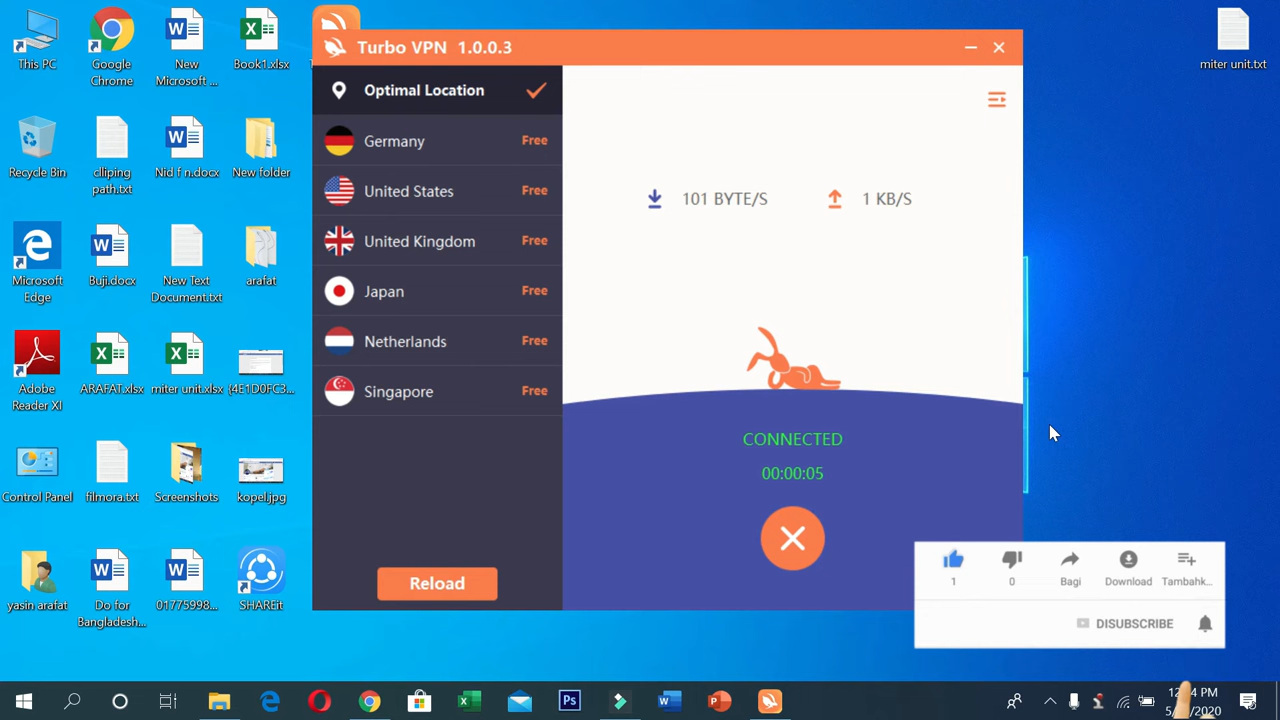 This PC
Google
Chrome
New
Microsoft ...
Book1.xlsx
Recycle Bin
clliping
path.txt
Nid f n.docx
New folder
Microsoft
Edge
Buji.docx
New Text
Document.txt
arafat
Adobe
Reader XI
ARAFAT.xlsx
miter unit.xlsx
{4E1D0FC3...
Control Panel
filmora.txt
Screenshots
kopel.jpg
yasin arafat
Do for
Bangladesh...
01775998...
SHAREit
Turbo VPN 1.0.0.3
Optimal Location
Germany Free
United States Free
United Kingdom Free
Japan Free
Netherlands Free
Singapore Free
Reload
101 BYTE/S
1 KB/S
CONNECTED
00:00:05
miter unit.txt
1
0
Bagi
Download
Tambahk...
DISUBSCRIBE